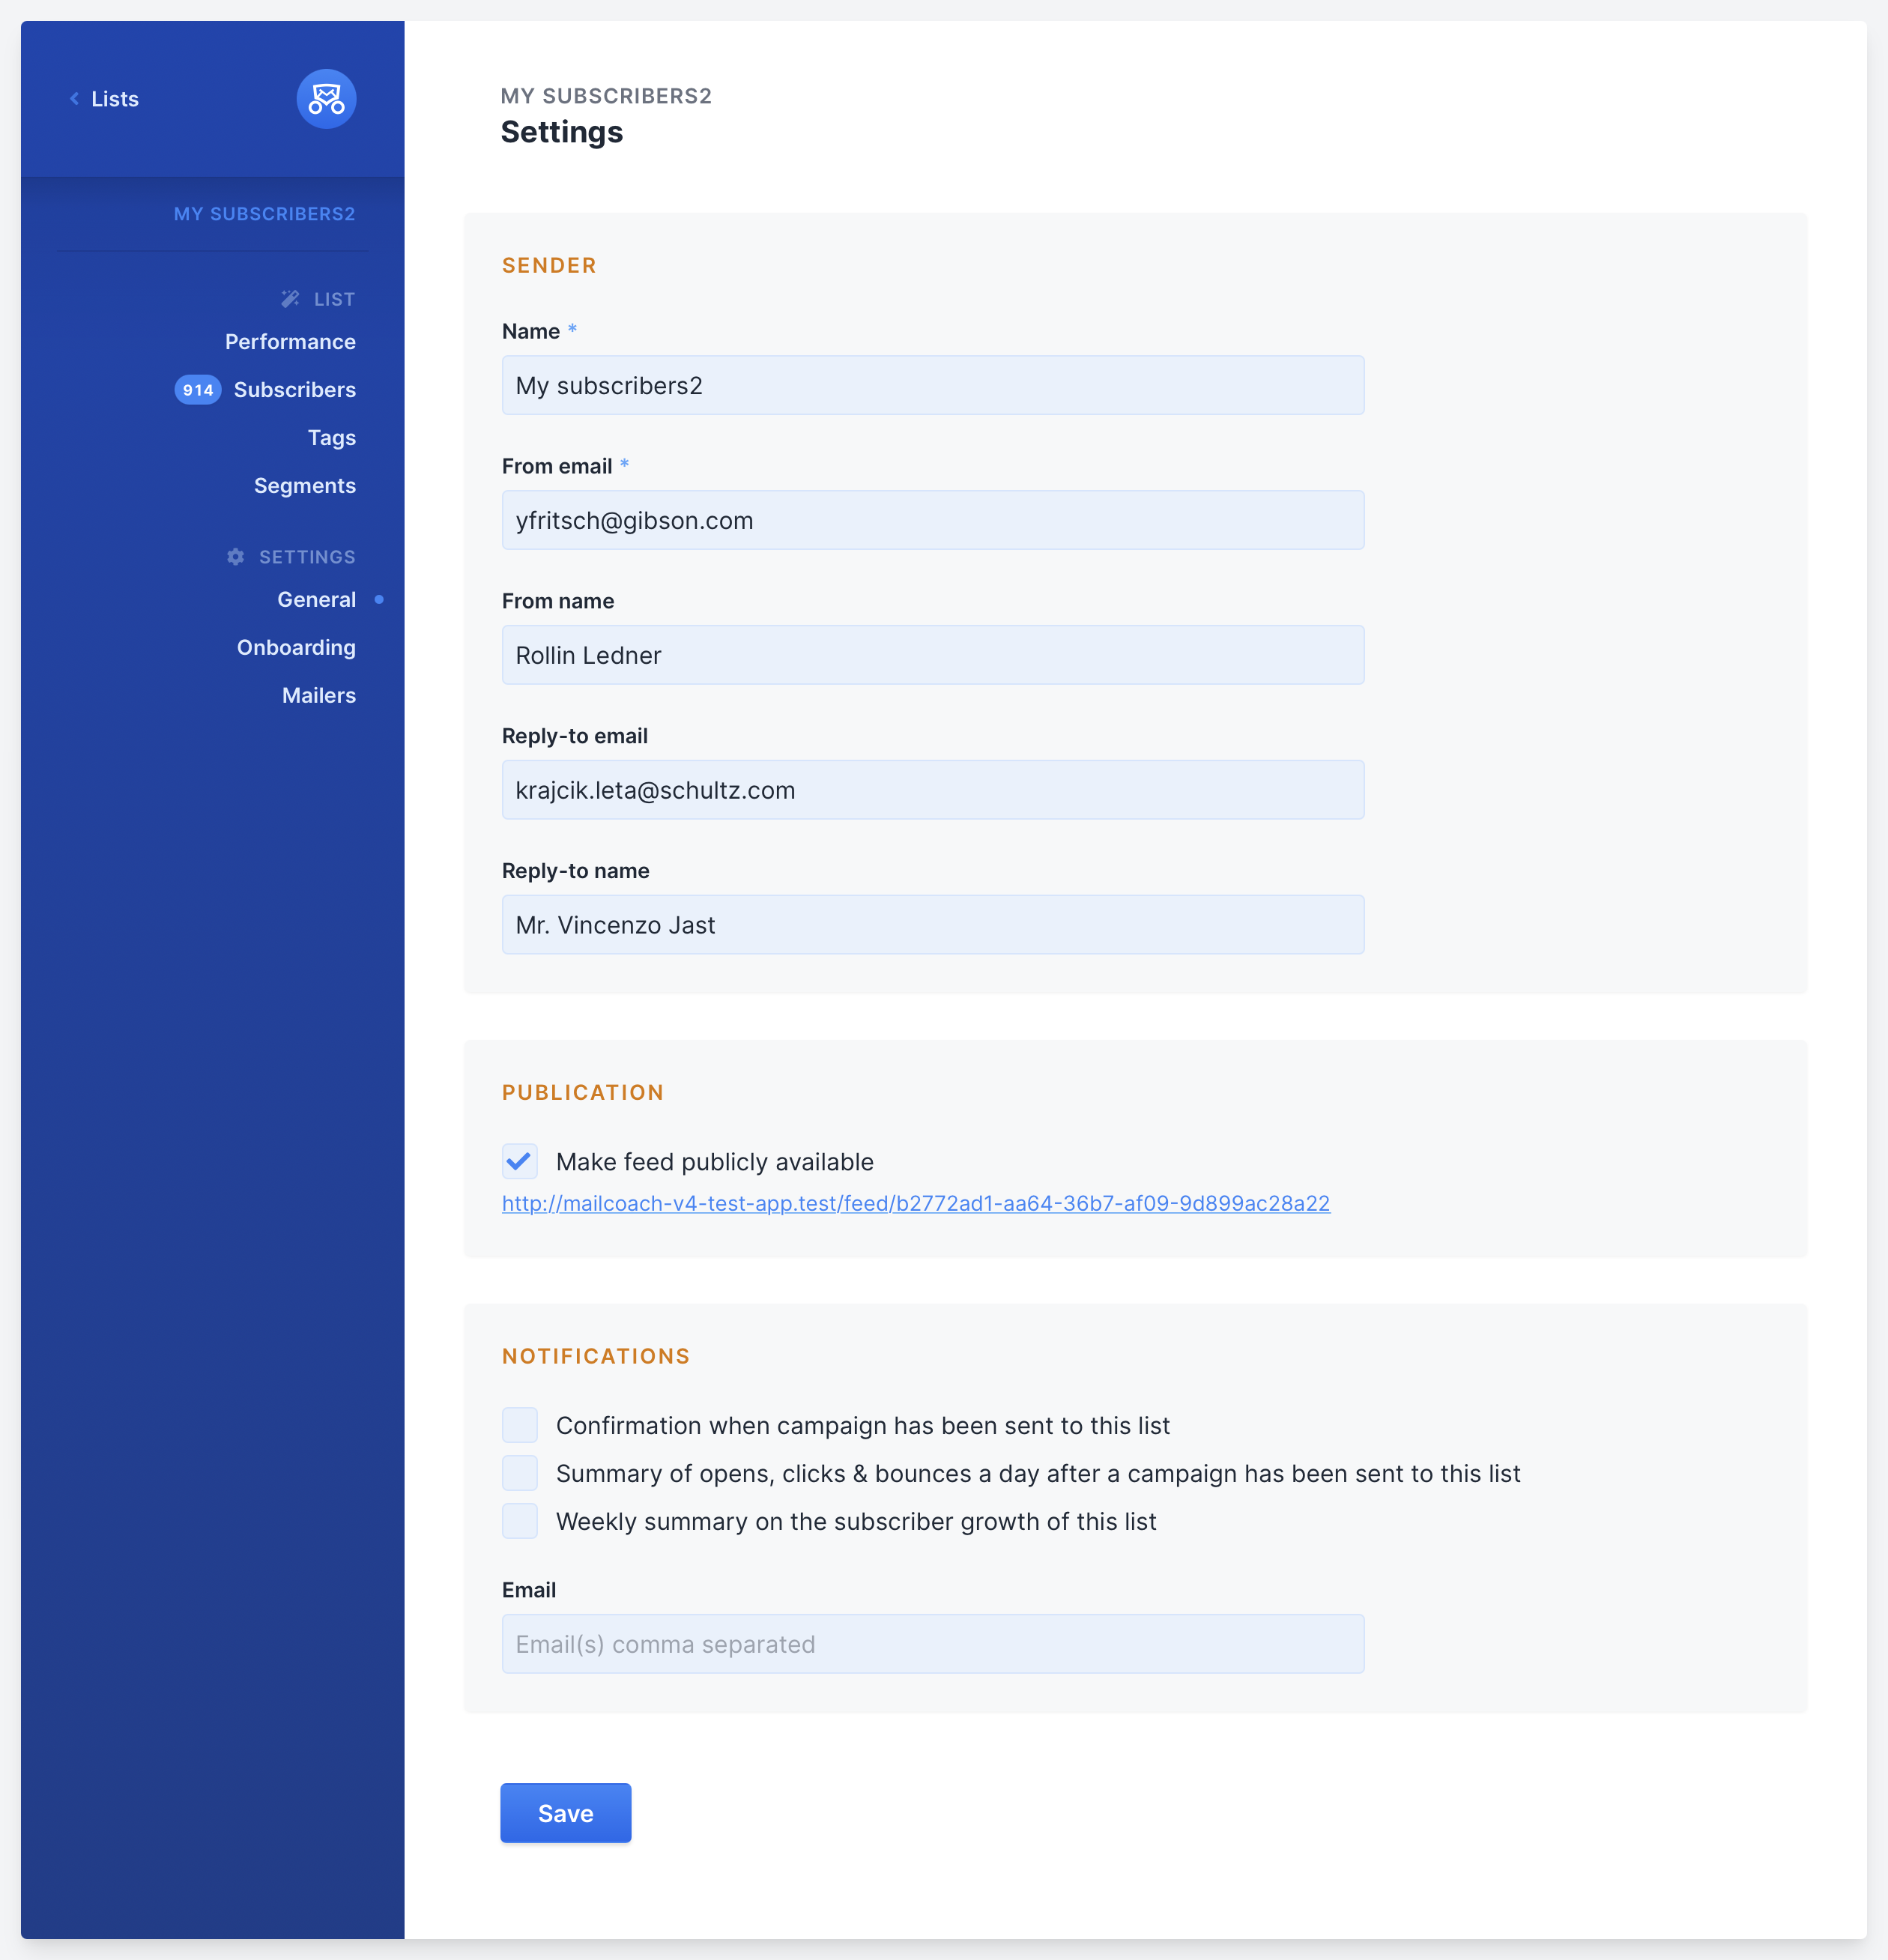 Lists
MY SUBSCRIBERS2
LIST
Performance
914 Subscribers
Tags
Segments
SETTINGS
General
Onboarding
Mailers
MY SUBSCRIBERS2
Settings
SENDER
Name *
My subscribers2
From email *
yfritsch@gibson.com
From name
Rollin Ledner
Reply-to email
krajcik.leta@schultz.com
Reply-to name
Mr. Vincenzo Jast
PUBLICATION
Make feed publicly available
http://mailcoach-v4-test-app.test/feed/b2772ad1-aa64-36b7-af09-9d899ac28a22
NOTIFICATIONS
Confirmation when campaign has been sent to this list
Summary of opens, clicks & bounces a day after a campaign has been sent to this list
Weekly summary on the subscriber growth of this list
Email
Email(s) comma separated
Save